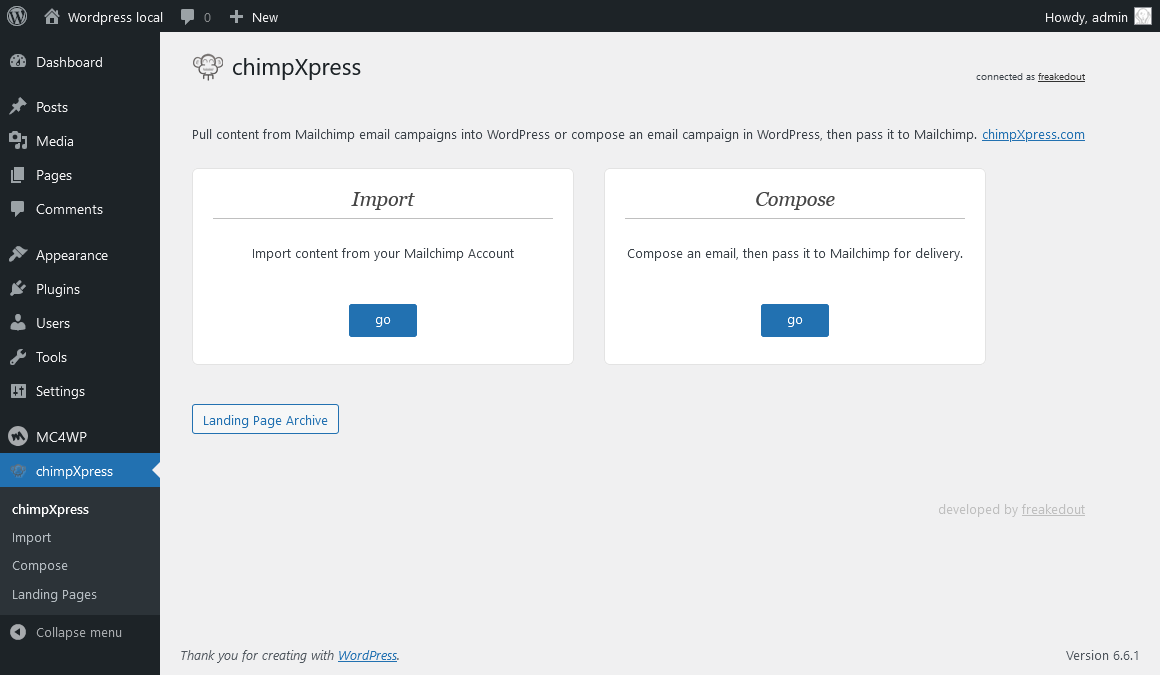 Wordpress local 0 New Howdy, admin
Dashboard
Posts
Media
Pages
Comments
Appearance
Plugins
Users
Tools
Settings
MC4WP
chimpXpress
chimpXpress
Import
Compose
Landing Pages
Collapse menu
chimpXpress
connected as freakedout
Pull content from Mailchimp email campaigns into WordPress or compose an email campaign in WordPress, then pass it to Mailchimp. chimpXpress.com
Import
Import content from your Mailchimp Account
go
Compose
Compose an email, then pass it to Mailchimp for delivery.
go
Landing Page Archive
developed by freakedout
Thank you for creating with WordPress.
Version 6.6.1